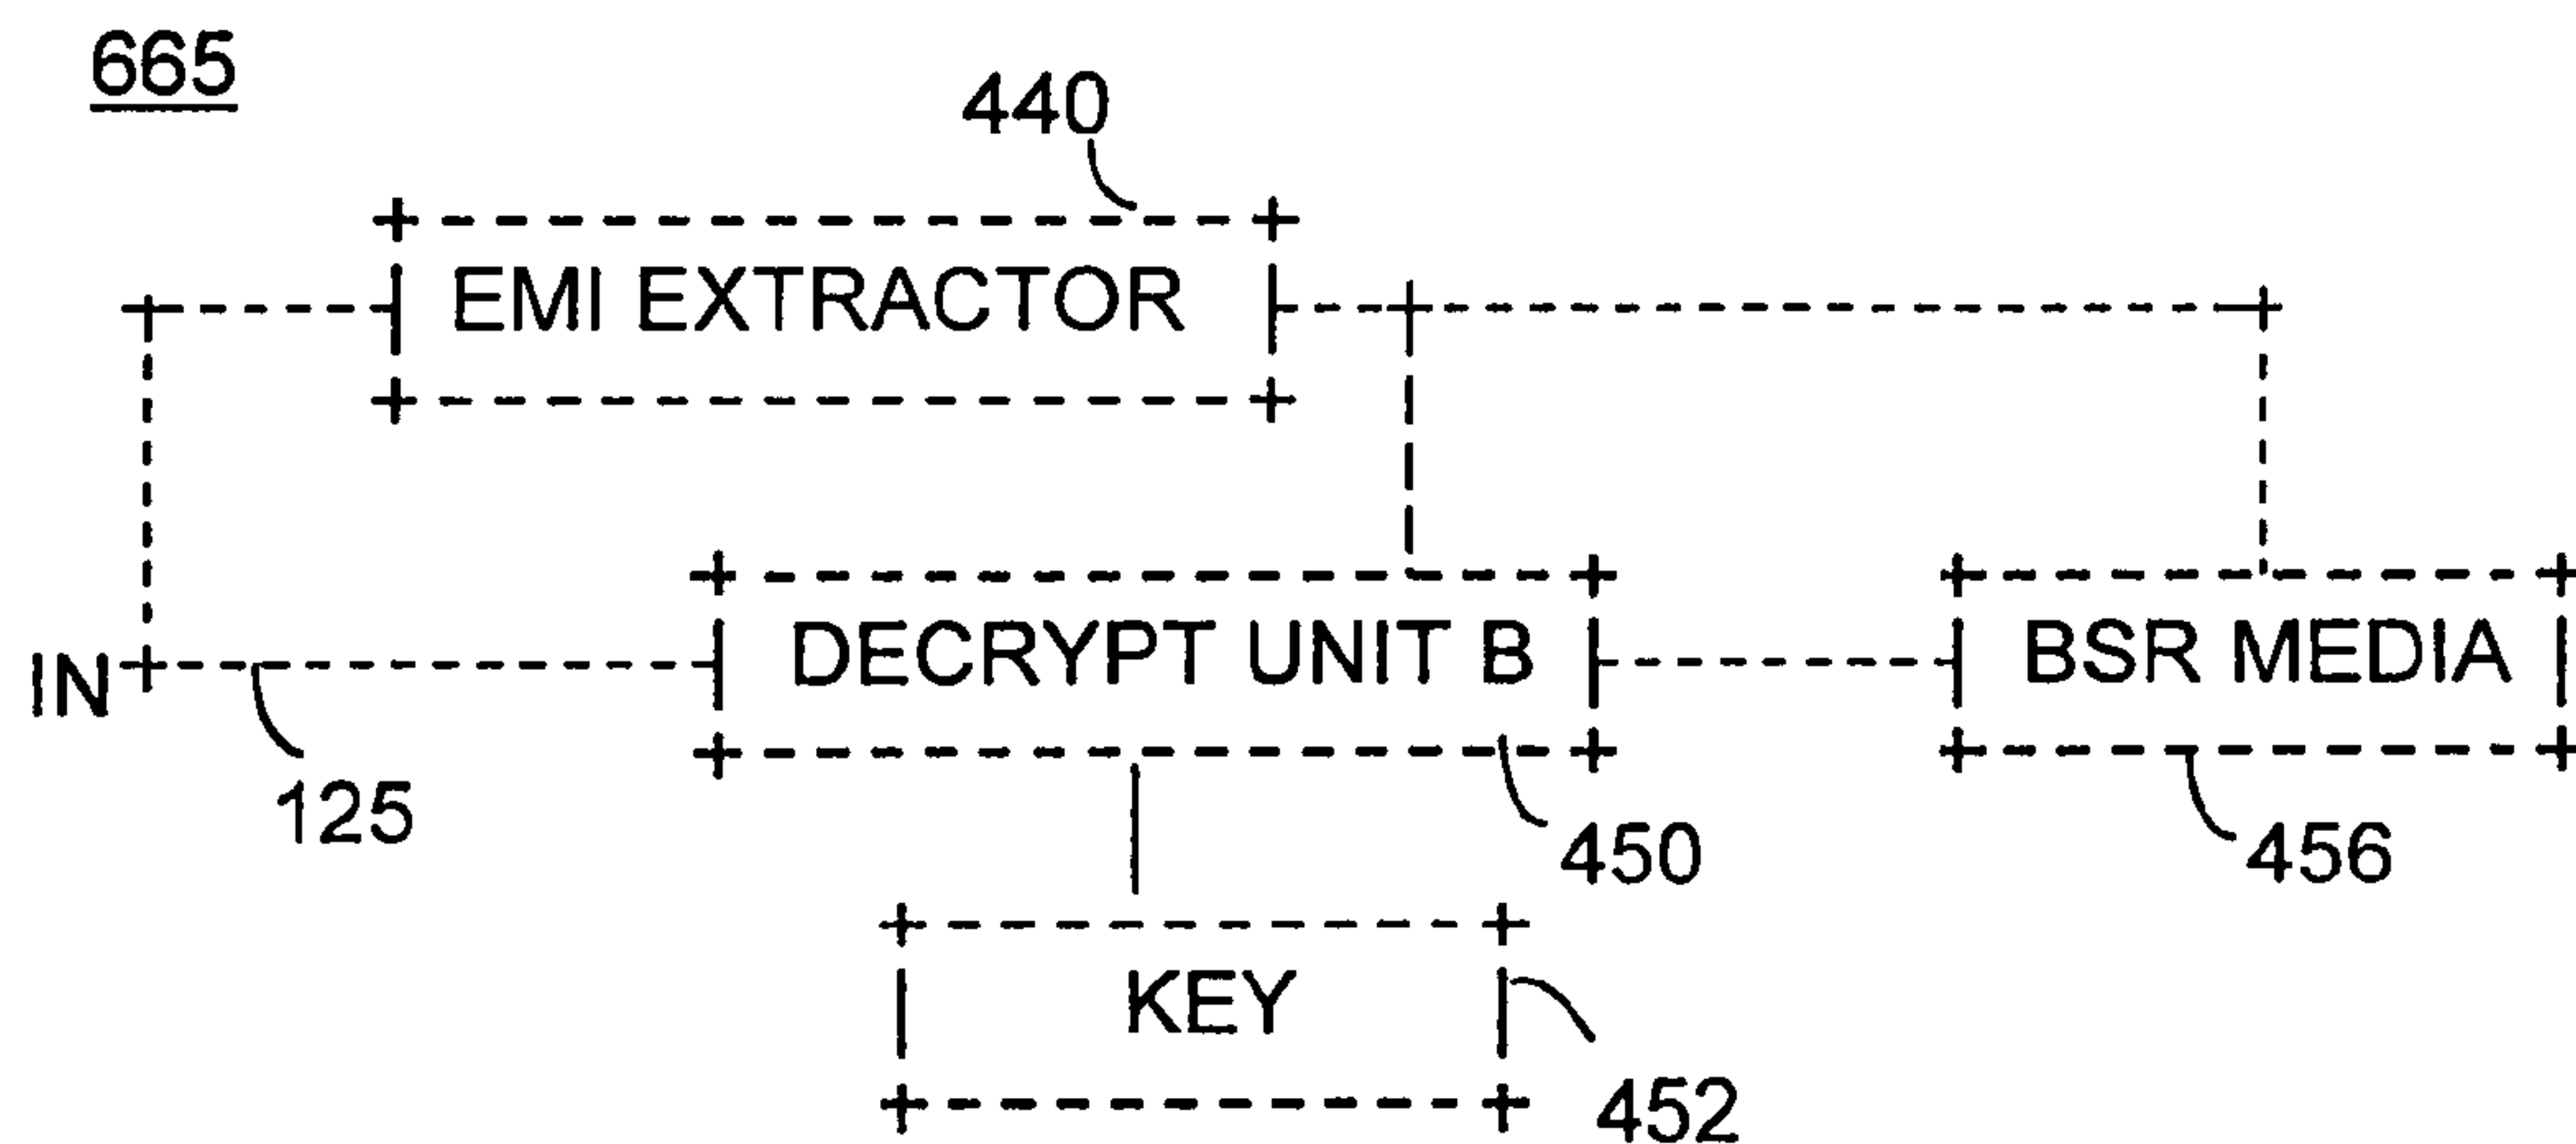 665
440
EMI EXTRACTOR
IN
DECRYPT UNIT B
BSR MEDIA
125
450
456
KEY
452